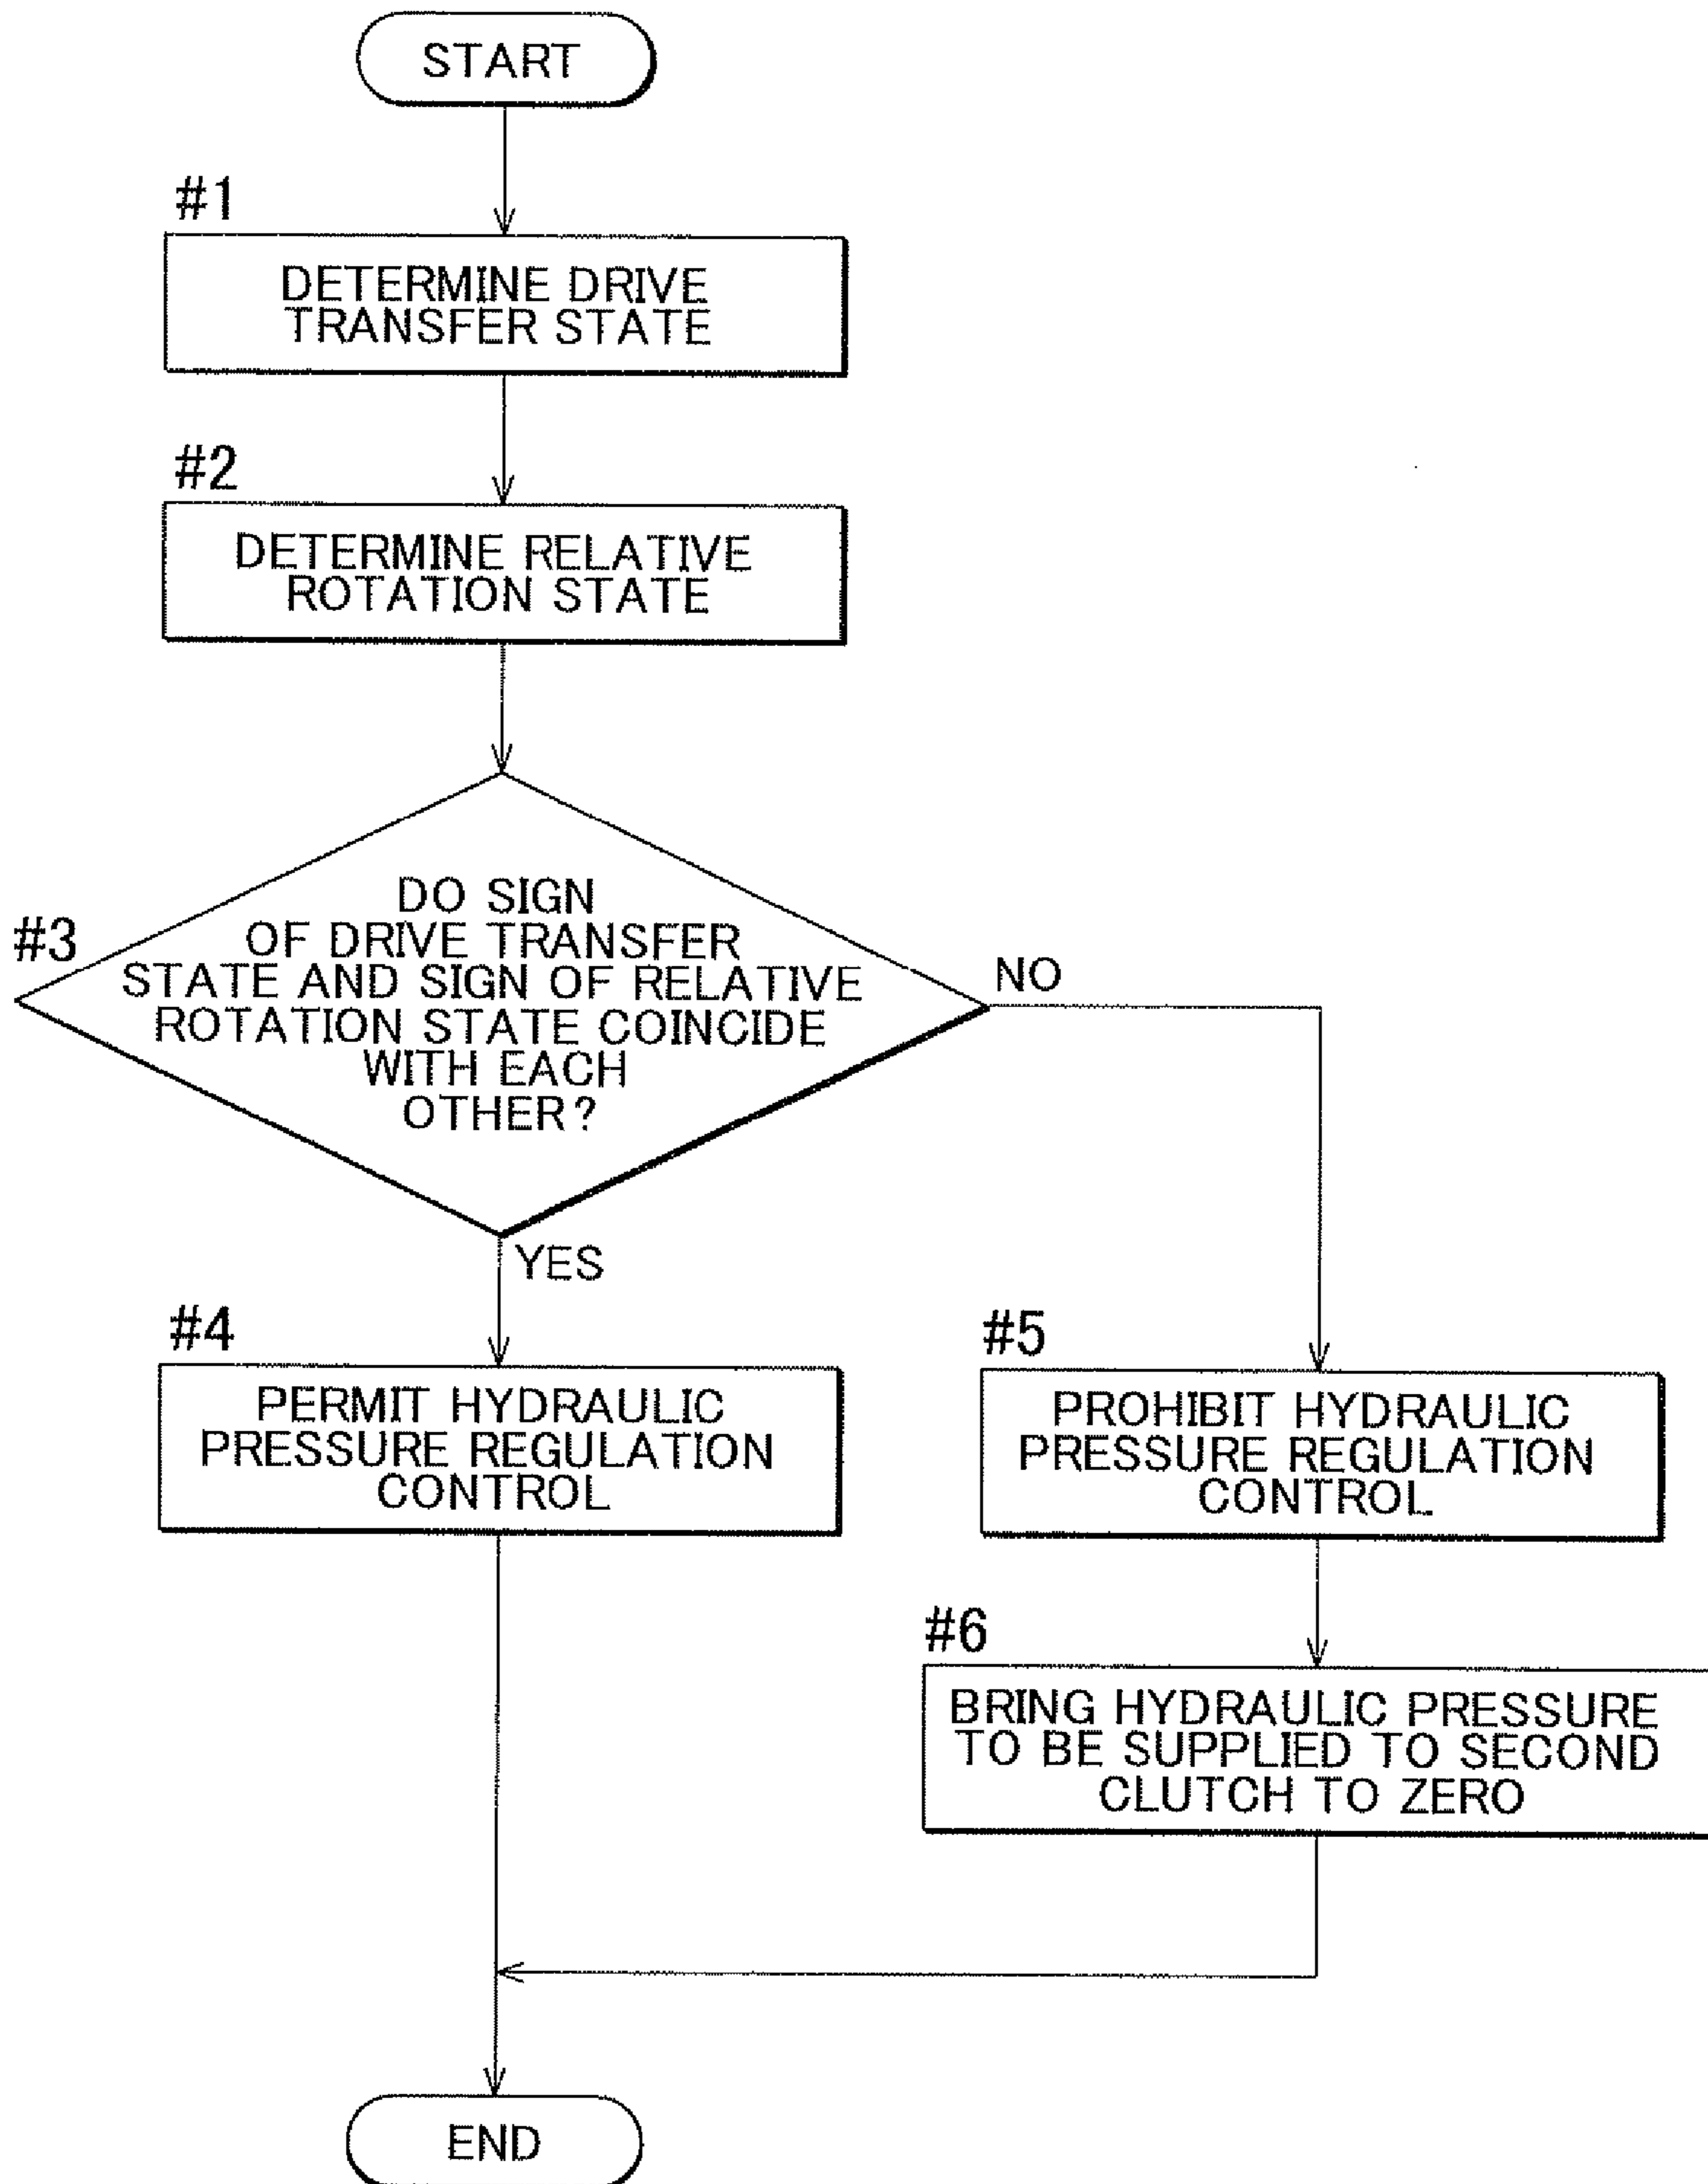 START
#1
DETERMINE DRIVE
TRANSFER STATE
#2
DETERMINE RELATIVE
ROTATION STATE
#3
DO SIGN
OF DRIVE TRANSFER
STATE AND SIGN OF RELATIVE
ROTATION STATE COINCIDE
WITH EACH
OTHER?
NO
YES
#4
PERMIT HYDRAULIC
PRESSURE REGULATION
CONTROL
#5
PROHIBIT HYDRAULIC
PRESSURE REGULATION
CONTROL
#6
BRING HYDRAULIC PRESSURE
TO BE SUPPLIED TO SECOND
CLUTCH TO ZERO
END